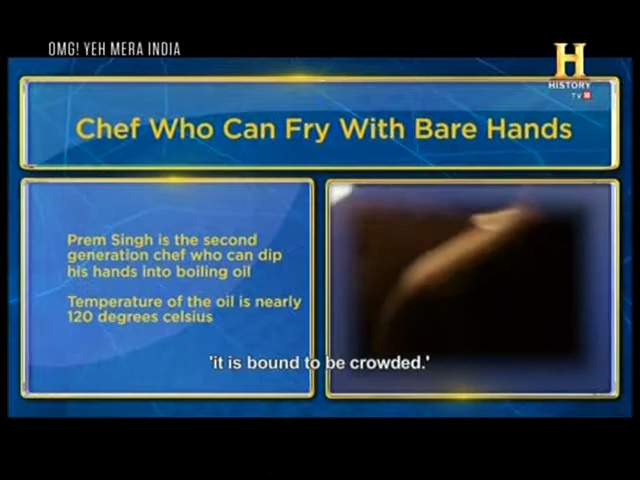 OMG! YEH MERA INDIA
HISTORY
TV18
Chef Who Can Fry With Bare Hands
Prem Singh is the second
generation chef who can dip
his hands into boiling oil
Temperature of the oil is nearly
120 degrees celsius
'it is bound to be crowded.'